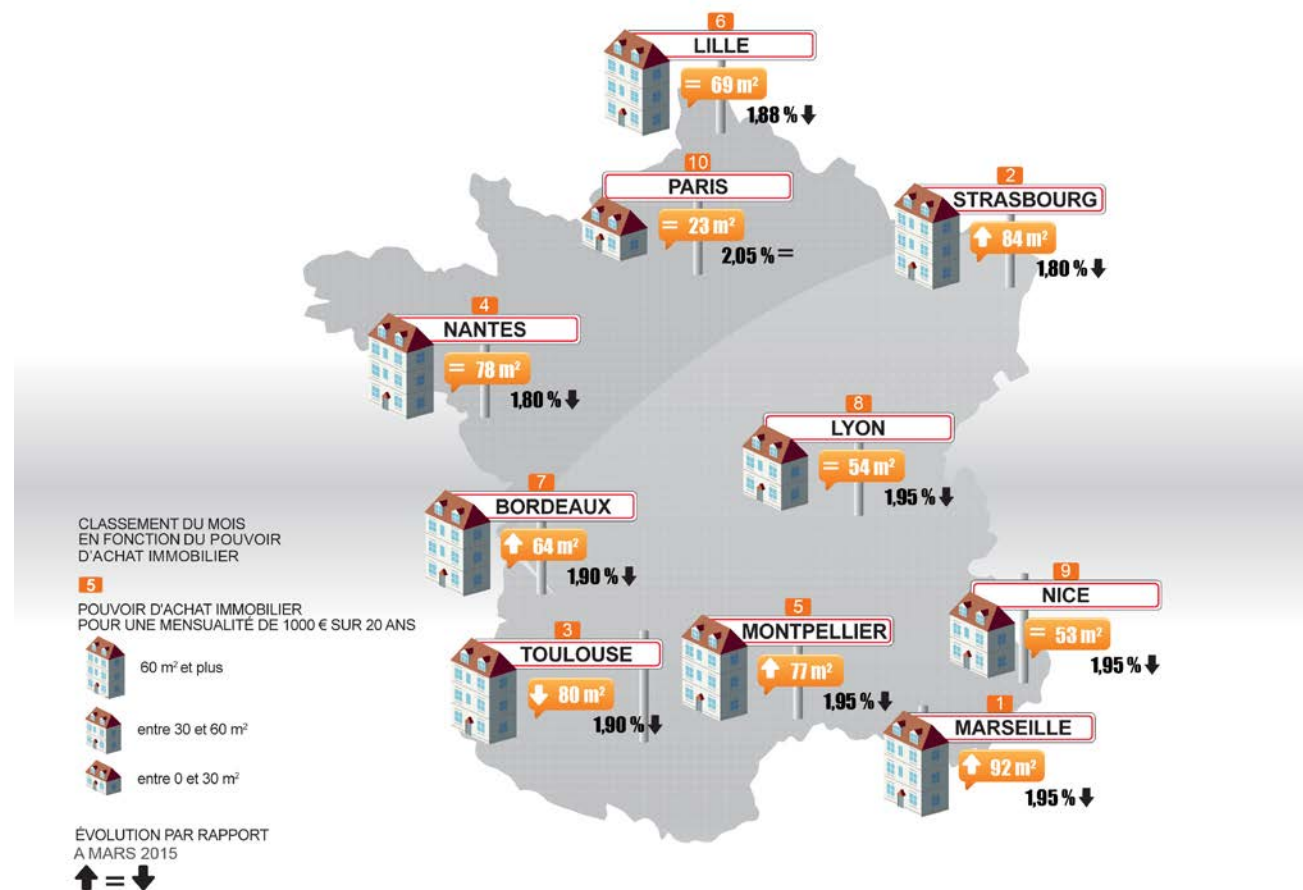 6
LILLE
= 69 m²
1,88 % ⬇
10
PARIS
= 23 m²
2,05 % =
2
STRASBOURG
⬆ 84 m²
1,80 % ⬇
4
NANTES
= 78 m²
1,80 % ⬇
8
LYON
= 54 m²
1,95 % ⬇
7
BORDEAUX
⬆ 64 m²
1,90 % ⬇
9
NICE
= 53 m²
1,95 % ⬇
5
MONTPELLIER
⬆ 77 m²
1,95 % ⬇
3
TOULOUSE
⬇ 80 m²
1,90 % ⬇
1
MARSEILLE
⬆ 92 m²
1,95 % ⬇
CLASSEMENT DU MOIS
EN FONCTION DU POUVOIR
D'ACHAT IMMOBILIER
5
POUVOIR D'ACHAT IMMOBILIER
POUR UNE MENSUALITÉ DE 1000 € SUR 20 ANS
60 m² et plus
entre 30 et 60 m²
entre 0 et 30 m²
ÉVOLUTION PAR RAPPORT
A MARS 2015
⬆ = ⬇